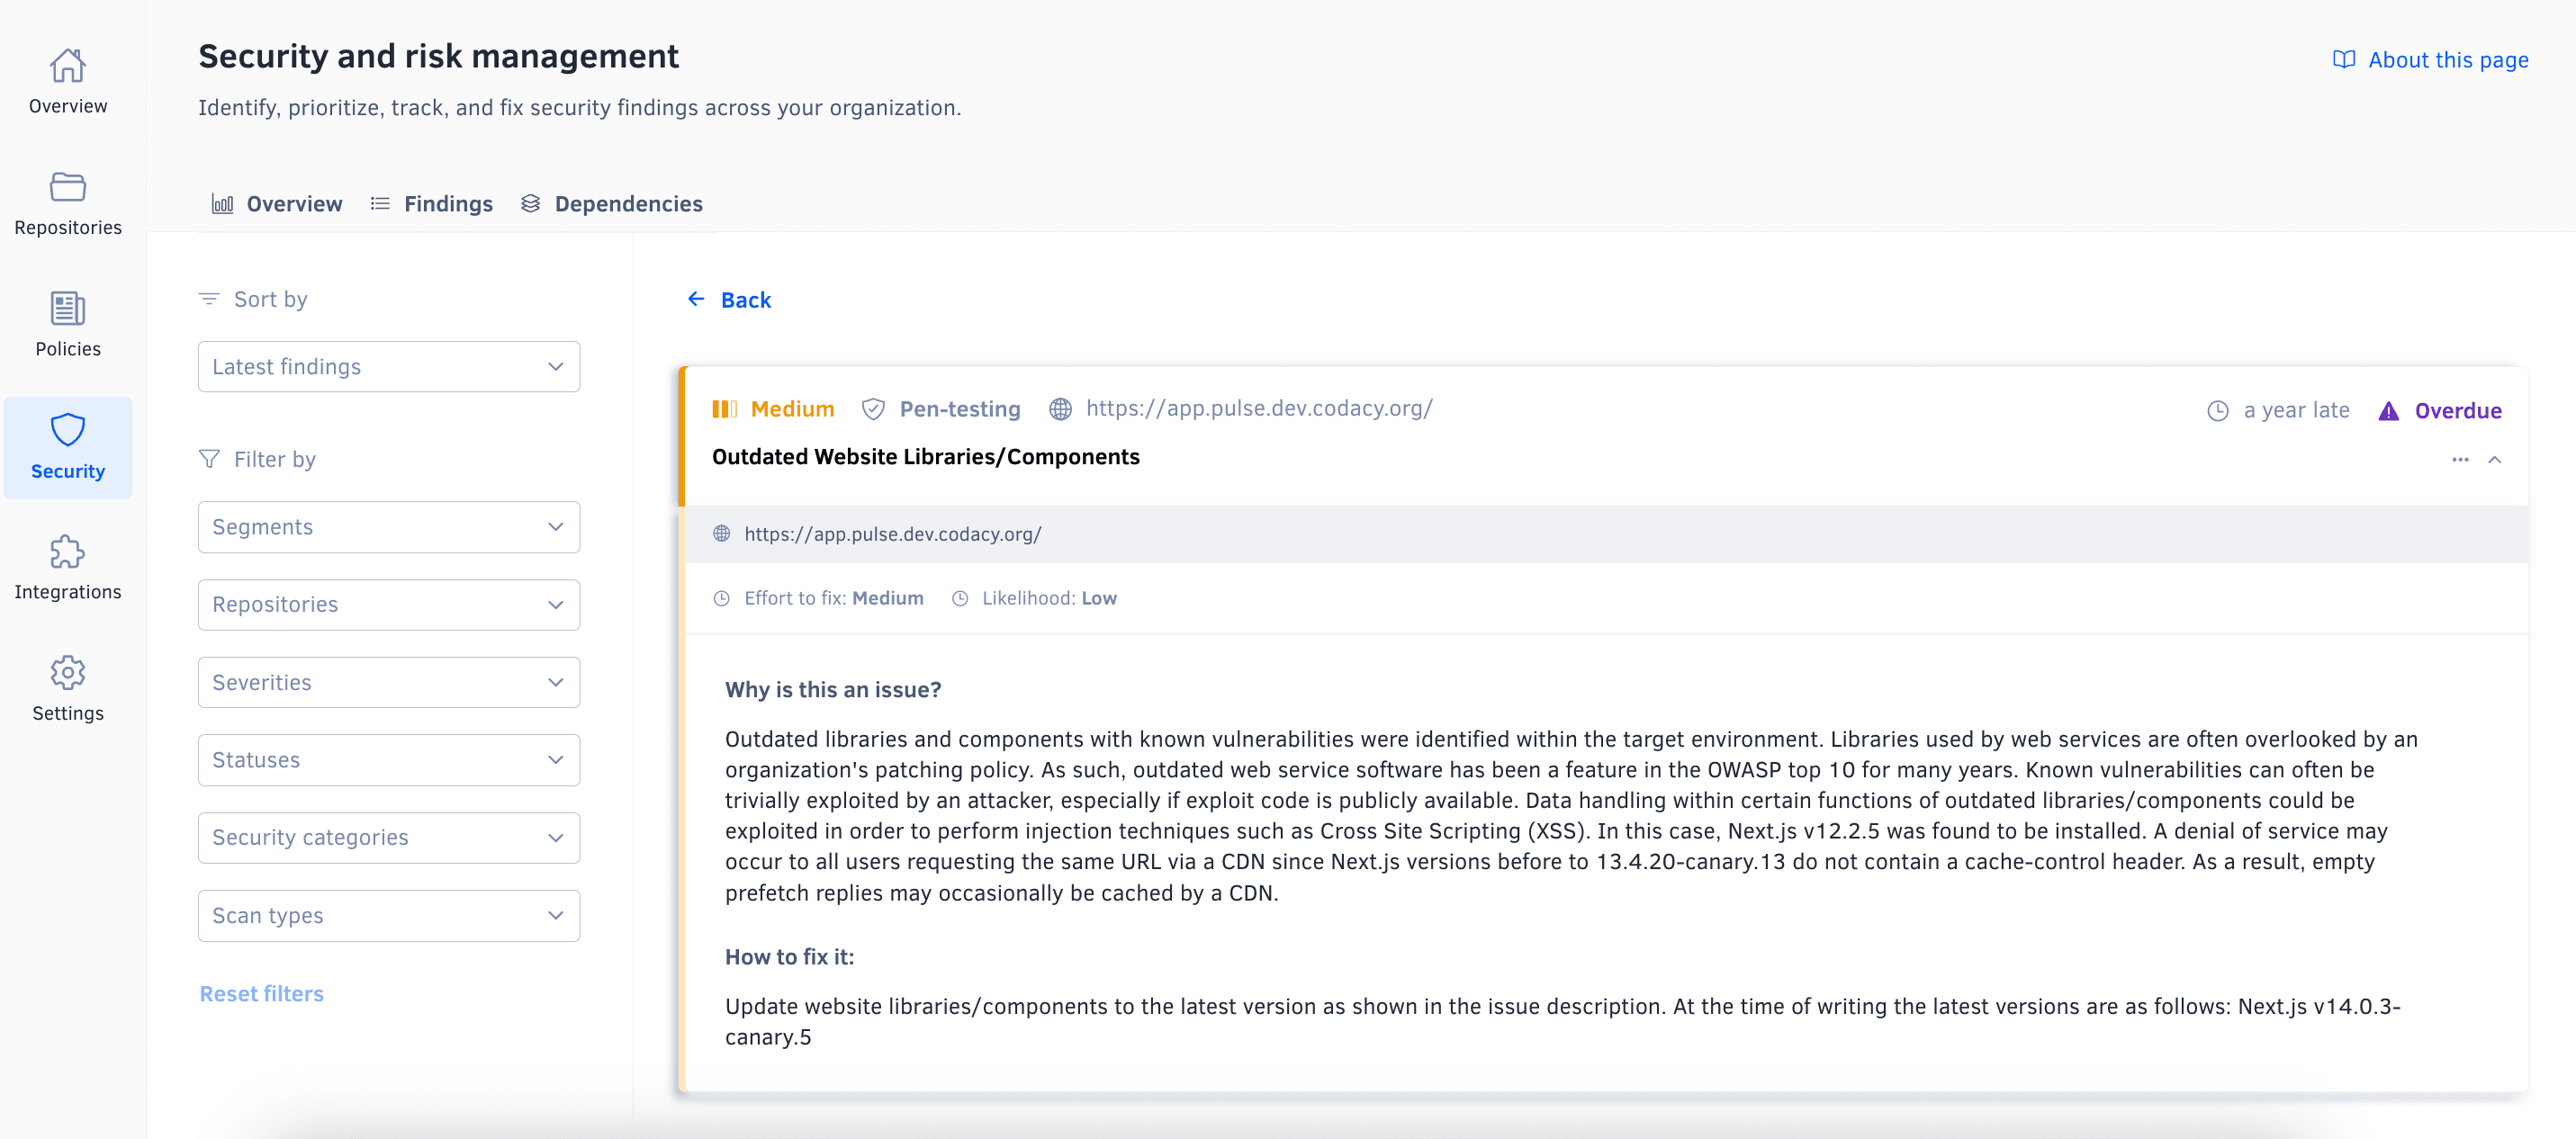 Overview
Repositories
Policies
Security
Integrations
Settings
Security and risk management
Identify, prioritize, track, and fix security findings across your organization.
About this page
Overview Findings Dependencies
Sort by
Latest findings
Filter by
Segments
Repositories
Severities
Statuses
Security categories
Scan types
Reset filters
Back
Medium Pen-testing https://app.pulse.dev.codacy.org/ a year late Overdue
Outdated Website Libraries/Components
https://app.pulse.dev.codacy.org/
Effort to fix: Medium Likelihood: Low
Why is this an issue?
Outdated libraries and components with known vulnerabilities were identified within the target environment. Libraries used by web services are often overlooked by an
organization's patching policy. As such, outdated web service software has been a feature in the OWASP top 10 for many years. Known vulnerabilities can often be
trivially exploited by an attacker, especially if exploit code is publicly available. Data handling within certain functions of outdated libraries/components could be
exploited in order to perform injection techniques such as Cross Site Scripting (XSS). In this case, Next.js v12.2.5 was found to be installed. A denial of service may
occur to all users requesting the same URL via a CDN since Next.js versions before to 13.4.20-canary.13 do not contain a cache-control header. As a result, empty
prefetch replies may occasionally be cached by a CDN.
How to fix it:
Update website libraries/components to the latest version as shown in the issue description. At the time of writing the latest versions are as follows: Next.js v14.0.3-
canary.5